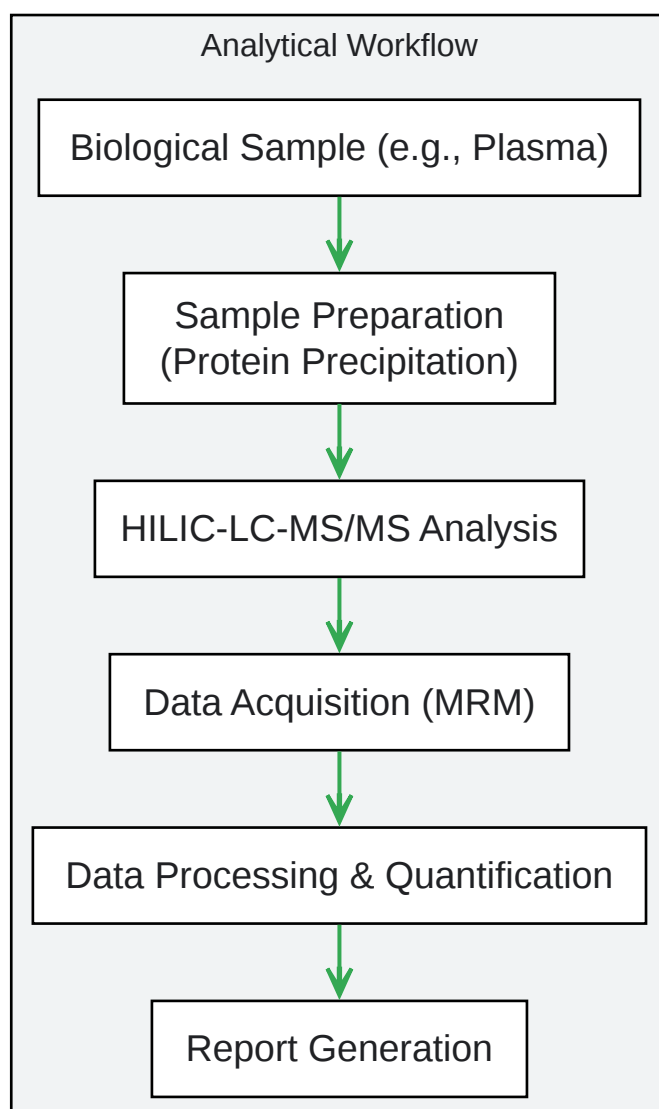 Analytical Workflow
Biological Sample (e.g., Plasma)
Sample Preparation
(Protein Precipitation)
HILIC-LC-MS/MS Analysis
Data Acquisition (MRM)
Data Processing & Quantification
Report Generation